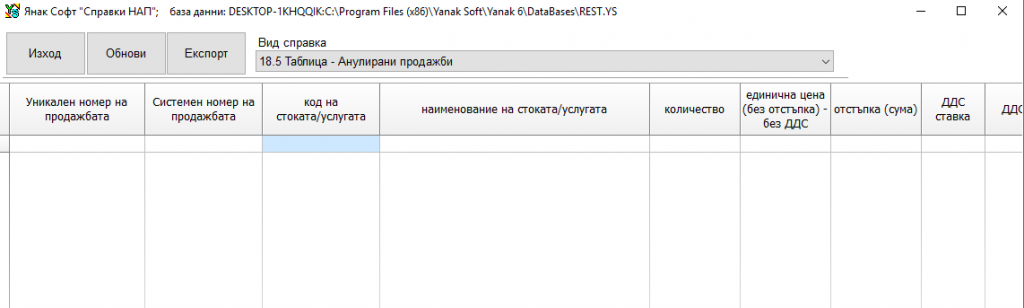 Янак Софт "Справки НАП";    база данни: DESKTOP-1KHQQIK:C:\Program Files (x86)\Yanak Soft\Yanak 6\DataBases\REST.YS
Изход
Обнови
Експорт
Вид справка
18.5 Таблица - Анулирани продажби
Уникален номер на
продажбата
Системен номер на
продажбата
код на
стоката/услугата
наименование на стоката/услугата
количество
единична цена
(без отстъпка) -
без ДДС
отстъпка (сума)
ДДС
ставка
ДДС